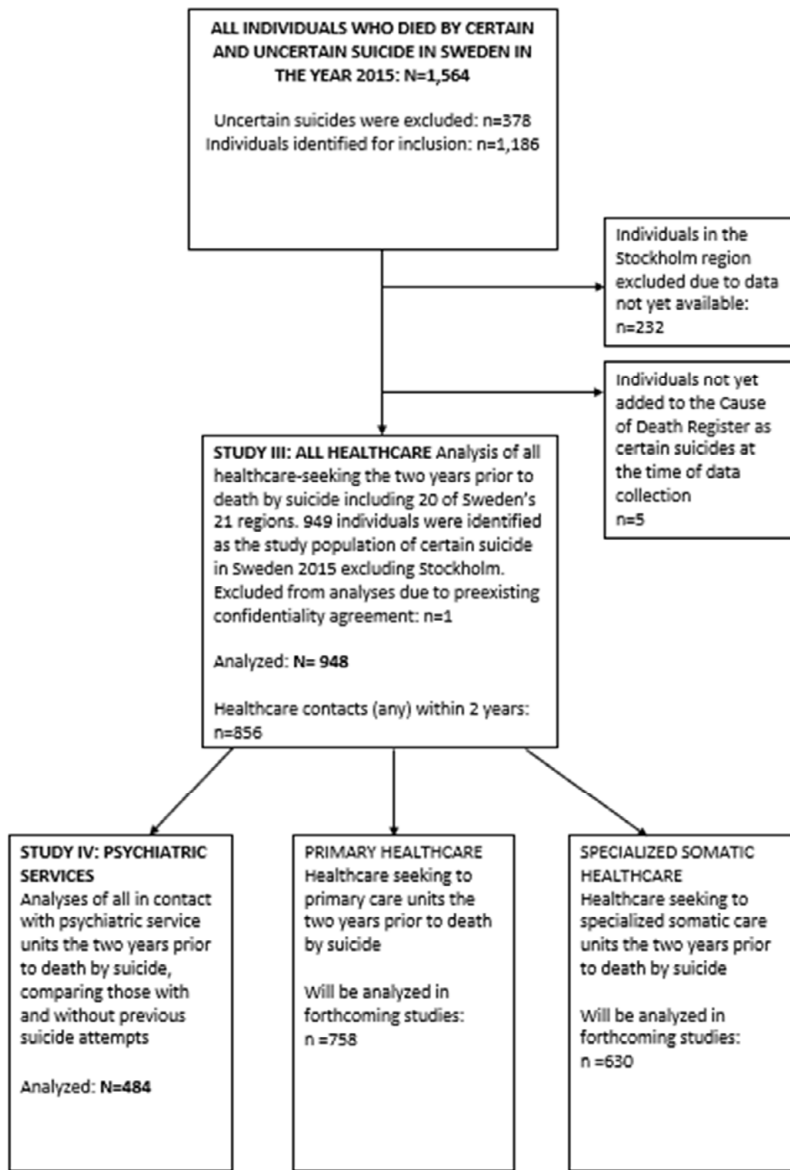 ALL INDIVIDUALS WHO DIED BY CERTAIN
AND UNCERTAIN SUICIDE IN SWEDEN IN
THE YEAR 2015: N=1,564
Uncertain suicides were excluded: n=378
Individuals identified for inclusion: n=1,186
Individuals in the
Stockholm region
excluded due to data
not yet available:
n=232
Individuals not yet
added to the Cause
of Death Register as
certain suicides at
the time of data
collection
n=5
STUDY III: ALL HEALTHCARE Analysis of all
healthcare-seeking the two years prior to
death by suicide including 20 of Sweden's
21 regions. 949 individuals were identified
as the study population of certain suicide
in Sweden 2015 excluding Stockholm.
Excluded from analyses due to preexisting
confidentiality agreement: n=1
Analyzed: N= 948
Healthcare contacts (any) within 2 years:
n=856
STUDY IV: PSYCHIATRIC
SERVICES
Analyses of all in contact
with psychiatric service
units the two years prior
to death by suicide,
comparing those with
and without previous
suicide attempts
Analyzed: N=484
PRIMARY HEALTHCARE
Healthcare seeking to
primary care units the
two years prior to death
by suicide
Will be analyzed in
forthcoming studies:
n =758
SPECIALIZED SOMATIC
HEALTHCARE
Healthcare seeking to
specialized somatic care
units the two years prior
to death by suicide
Will be analyzed in
forthcoming studies:
n =630